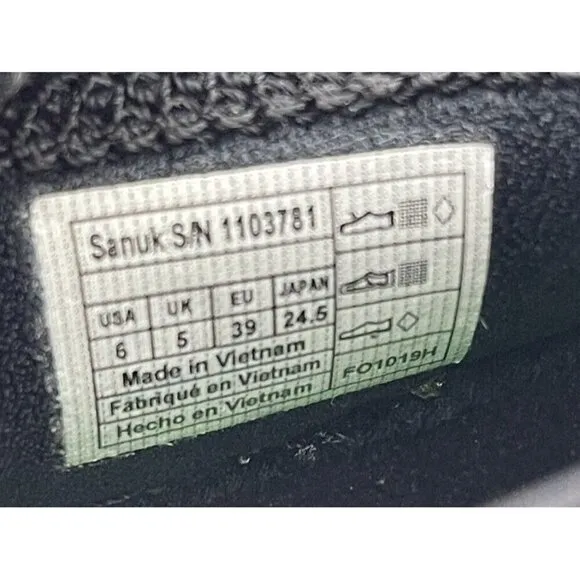 Sanuk S/N 1103781
USA UK EU JAPAN
6 5 39 24.5
Made in Vietnam
Fabriqué en Vietnam
Hecho en Vietnam
FO1019H